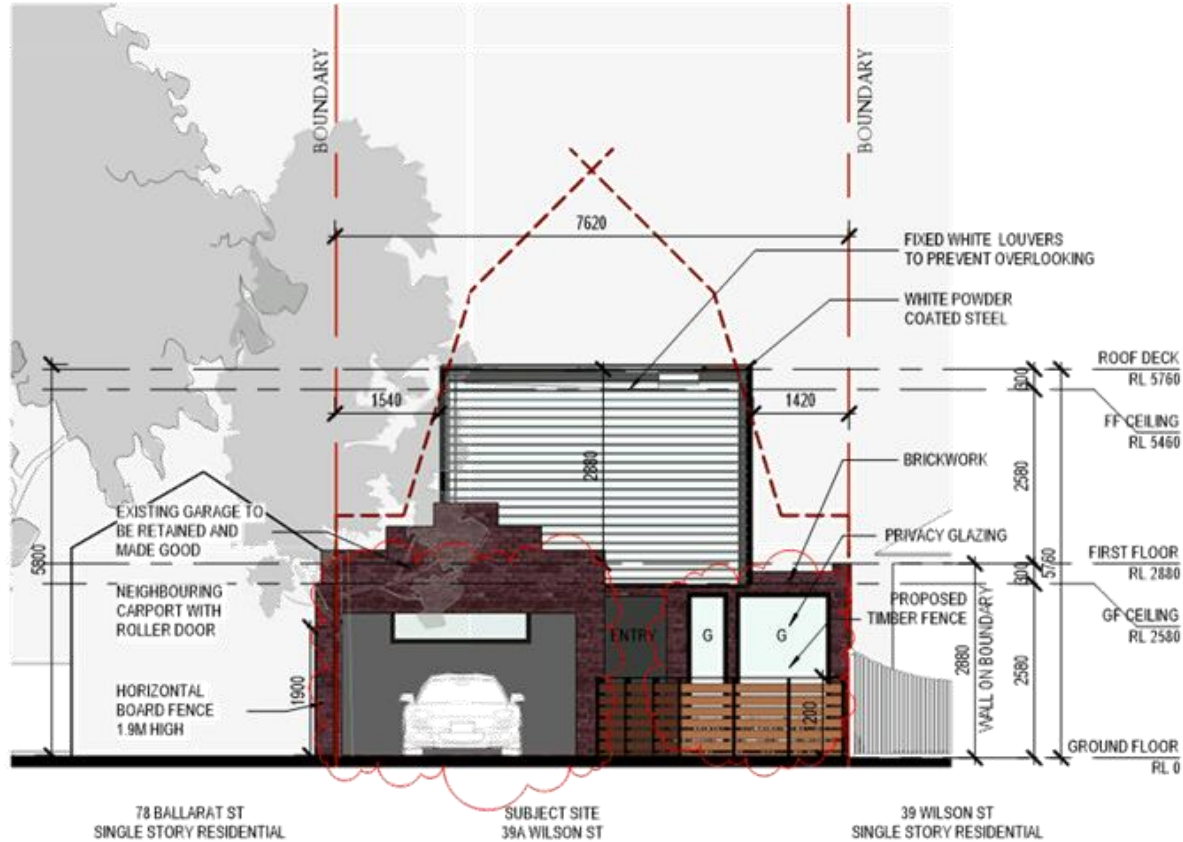 BOUNDARY
BOUNDARY
7620
FIXED WHITE LOUVERS
TO PREVENT OVERLOOKING
WHITE POWDER
COATED STEEL
ROOF DECK
RL 5760
300
1540
1420
FF CEILING
RL 5460
2880
2580
BRICKWORK
EXISTING GARAGE TO
BE RETAINED AND
MADE GOOD
PRIVACY GLAZING
5800
FIRST FLOOR
RL 2880
300
5760
NEIGHBOURING
CARPORT WITH
ROLLER DOOR
PROPOSED
TIMBER FENCE
GF CEILING
RL 2580
ENTRY
G
G
2880
WALL ON BOUNDARY
2580
HORIZONTAL
BOARD FENCE
1.9M HIGH
1900
1200
GROUND FLOOR
RL 0
78 BALLARAT ST
SINGLE STORY RESIDENTIAL
SUBJECT SITE
39A WILSON ST
39 WILSON ST
SINGLE STORY RESIDENTIAL